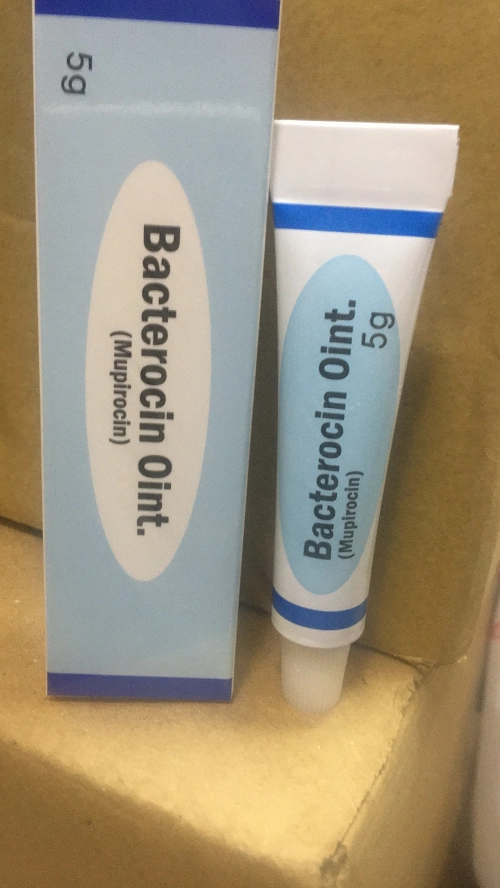 5g
Bacterocin Oint.
(Mupirocin)
Bacterocin Oint.
(Mupirocin)
5g